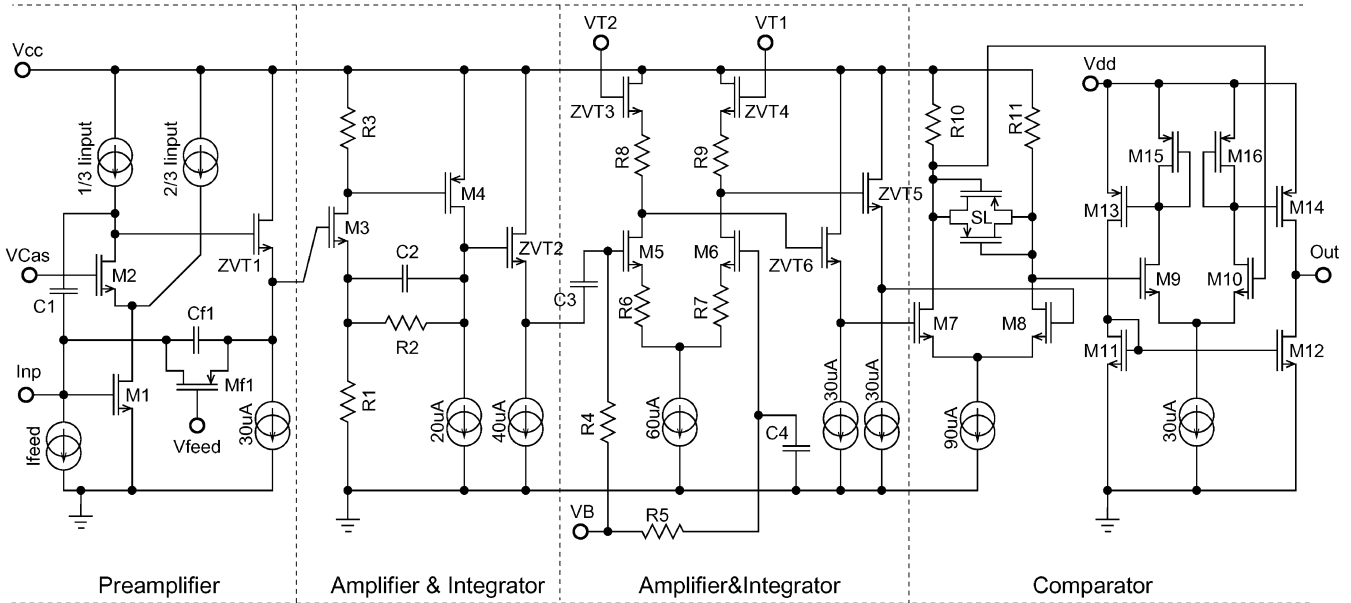 VT2
VT1
Vcc
Vdd
ZVT3
ZVT4
R10
R11
1/3 Iinput
2/3 Iinput
R3
R8
R9
M15
M16
M4
ZVT5
SL
M13
M14
VCas
M2
ZVT1
M3
C2
ZVT2
M5
M6
ZVT6
Out
C1
C3
M9
M10
Cf1
R2
R6
R7
M7
M8
M11
M12
Inp
M1
Mf1
R1
R4
C4
Ifeed
Vfeed
30uA
20uA
40uA
60uA
30uA
30uA
90uA
30uA
VB
R5
Preamplifier
Amplifier & Integrator
Amplifier&Integrator
Comparator